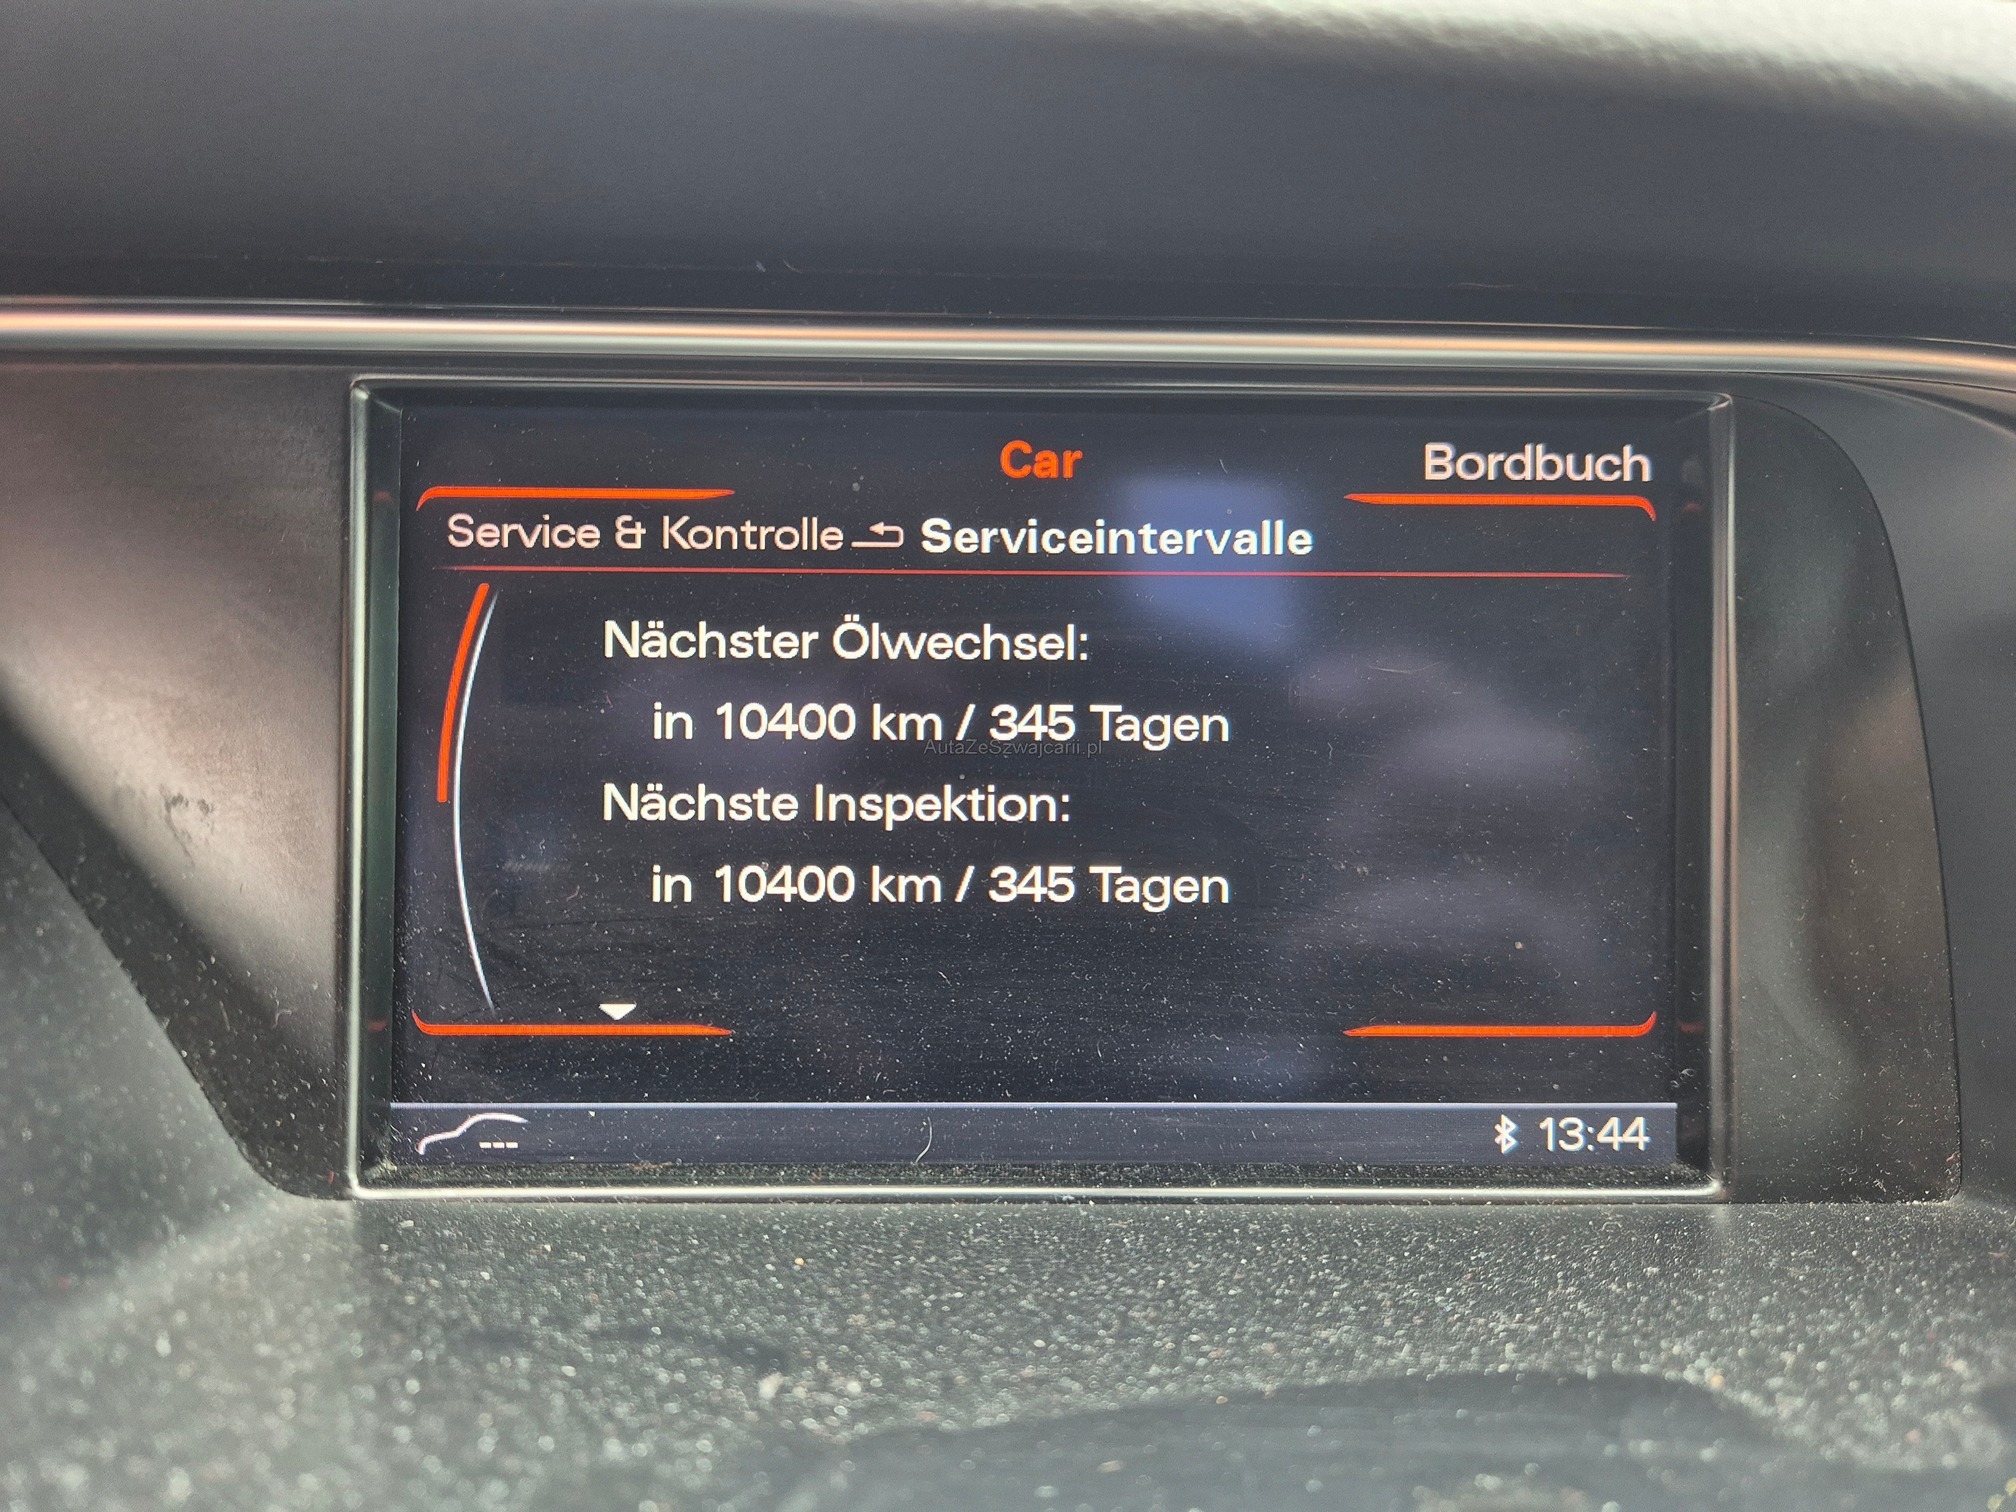 Car
Bordbuch
Service & Kontrolle Serviceintervalle
Nächster Ölwechsel:
in 10400 km / 345 Tagen
AutaZeSzwajcarii.pl
Nächste Inspektion:
in 10400 km / 345 Tagen
---
13:44